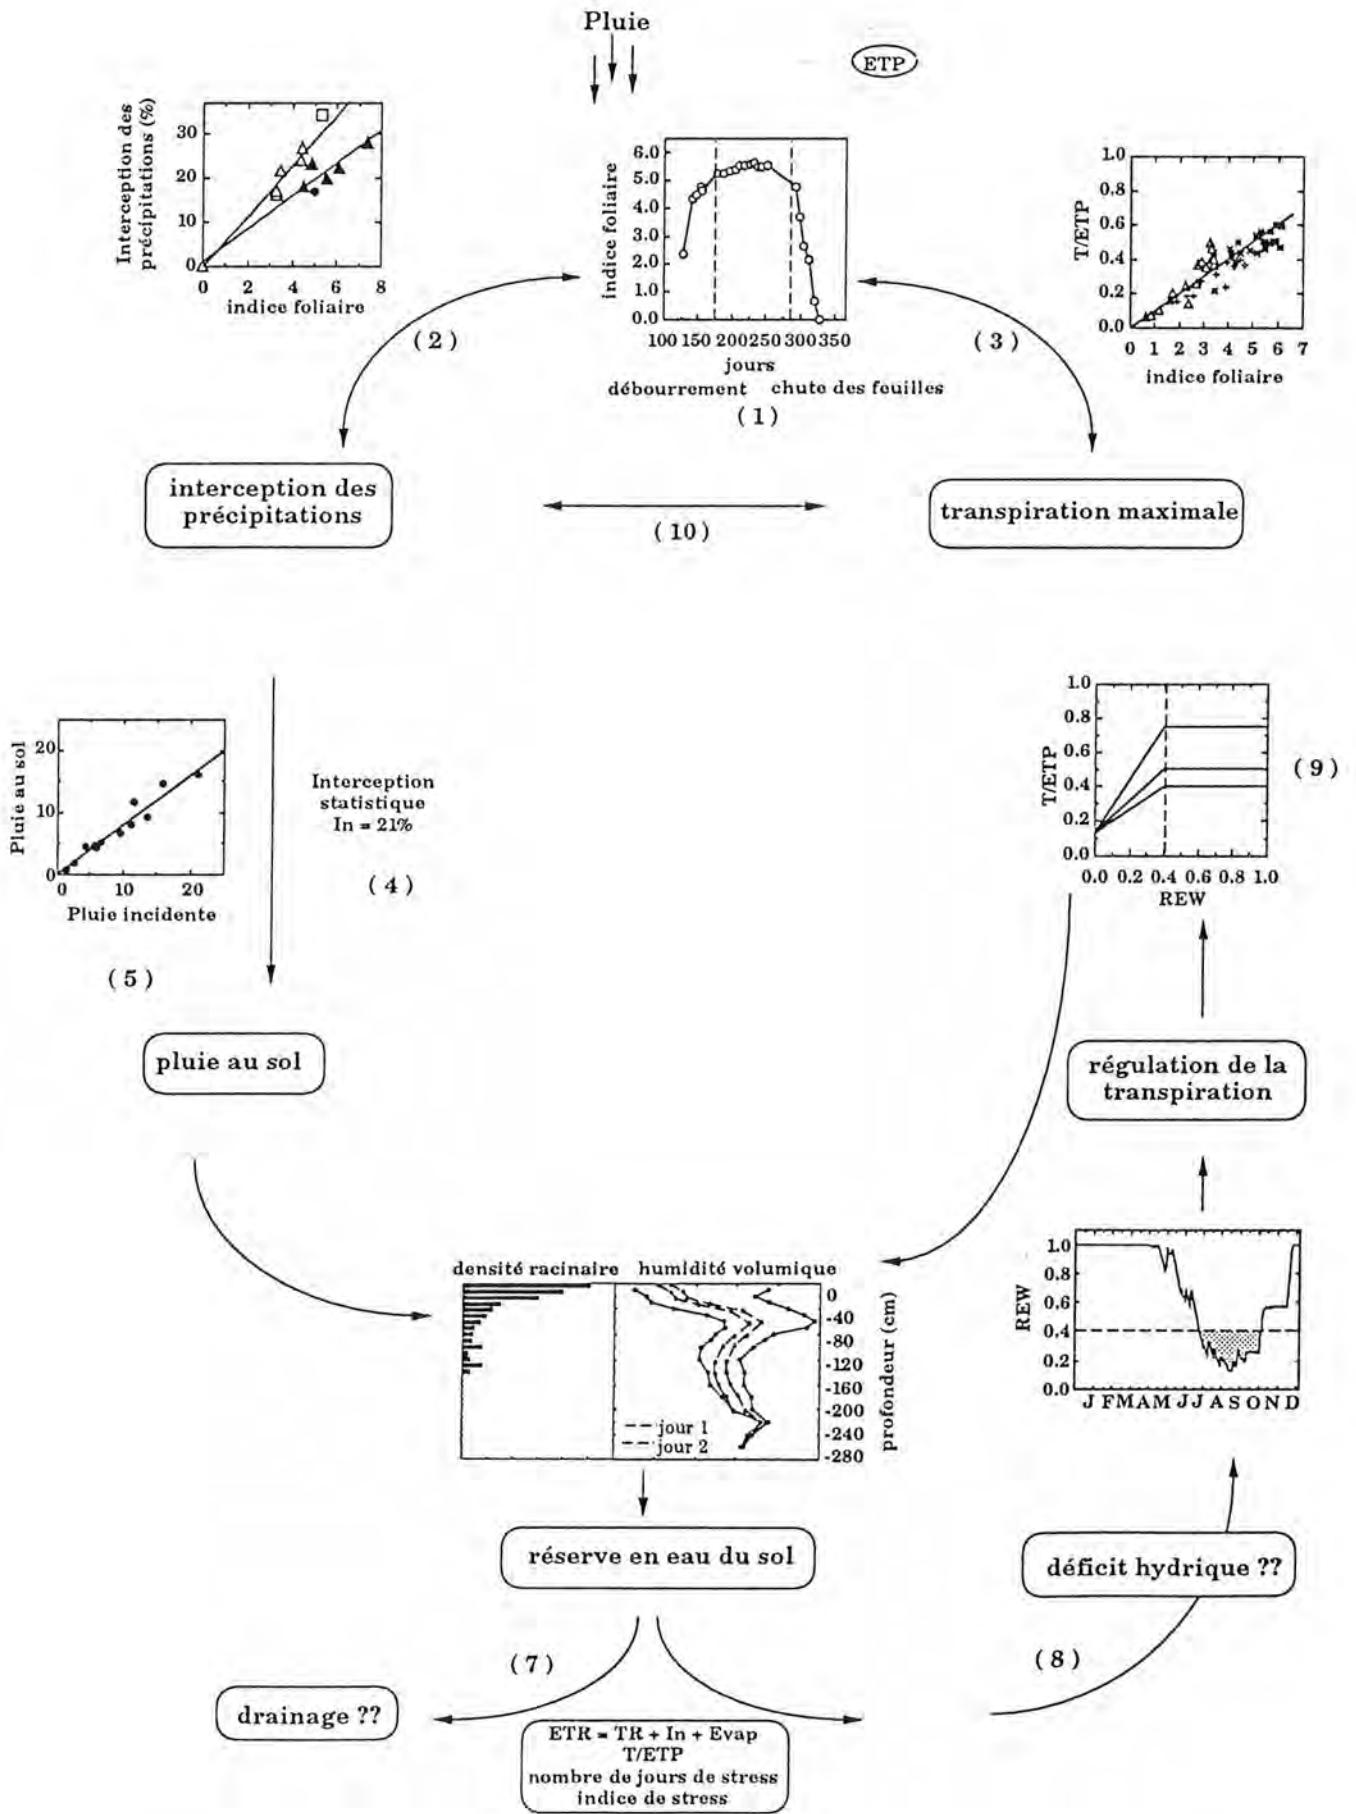 Pluie
ETP
Interception des
précipitations (%)
30
20
10
0
0 2 4 6 8
indice foliaire
(2)
indice foliaire
6.0
5.0
4.0
3.0
2.0
1.0
0.0
100 150 200 250 300 350
jours
débourrement chute des feuilles
(1)
T/ETP
1.0
0.8
0.6
0.4
0.2
0.0
0 1 2 3 4 5 6 7
indice foliaire
(3)
interception des
précipitations
(10)
transpiration maximale
Pluie au sol
20
10
0
0 10 20
Pluie incidente
(5)
Interception
statistique
In = 21%
(4)
T/ETP
1.0
0.8
0.6
0.4
0.2
0.0
0.0 0.2 0.4 0.6 0.8 1.0
REW
(9)
pluie au sol
régulation de la
transpiration
densité racinaire humidité volumique
0
-40
-80
-120
-160
-200
-240
-280
profondeur (cm)
jour 1
jour 2
REW
1.0
0.8
0.6
0.4
0.2
0.0
J F M A M J J A S O N D
réserve en eau du sol
déficit hydrique ??
(7)
(8)
drainage ??
ETR = TR + In + Evap
T/ETP
nombre de jours de stress
indice de stress